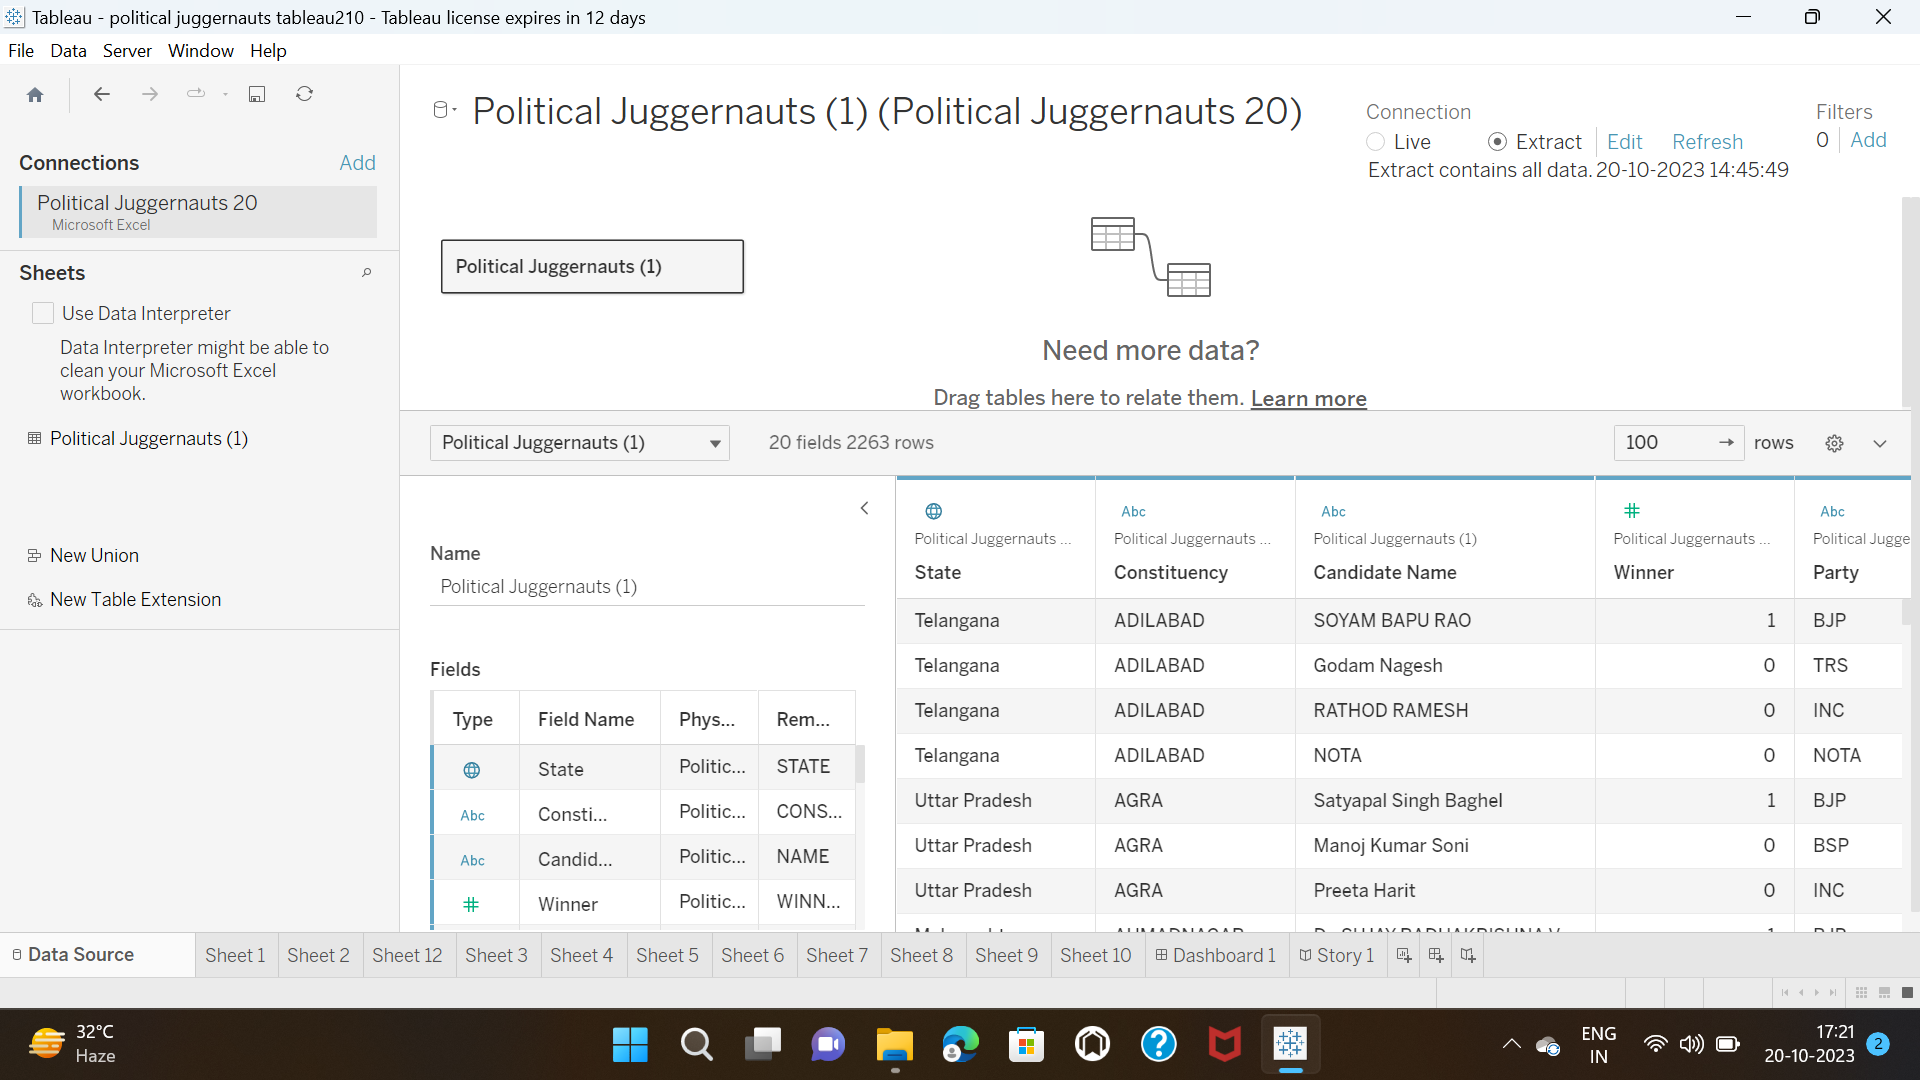 Tableau - political juggernauts tableau210 - Tableau license expires in 12 days
File Data Server Window Help
Connections Add
Political Juggernauts 20
Microsoft Excel
Sheets
Use Data Interpreter
Data Interpreter might be able to
clean your Microsoft Excel
workbook.
Political Juggernauts (1)
New Union
New Table Extension
Political Juggernauts (1) (Political Juggernauts 20)
Connection
Live Extract Edit Refresh
Extract contains all data. 20-10-2023 14:45:49
Filters
0 Add
Political Juggernauts (1)
Need more data?
Drag tables here to relate them. Learn more
Political Juggernauts (1) 20 fields 2263 rows 100 → rows
Name
Political Juggernauts (1)
Fields
Type Field Name Phys... Rem...
State Politic... STATE
Abc Consti... Politic... CONS...
Abc Candid... Politic... NAME
# Winner Politic... WINN...
Abc Abc # Abc
Political Juggernauts ... Political Juggernauts ... Political Juggernauts (1) Political Juggernauts ... Political Jugge
State Constituency Candidate Name Winner Party
Telangana ADILABAD SOYAM BAPU RAO 1 BJP
Telangana ADILABAD Godam Nagesh 0 TRS
Telangana ADILABAD RATHOD RAMESH 0 INC
Telangana ADILABAD NOTA 0 NOTA
Uttar Pradesh AGRA Satyapal Singh Baghel 1 BJP
Uttar Pradesh AGRA Manoj Kumar Soni 0 BSP
Uttar Pradesh AGRA Preeta Harit 0 INC
Data Source Sheet 1 Sheet 2 Sheet 12 Sheet 3 Sheet 4 Sheet 5 Sheet 6 Sheet 7 Sheet 8 Sheet 9 Sheet 10 Dashboard 1 Story 1
32°C
Haze
ENG
IN
17:21
20-10-2023
2